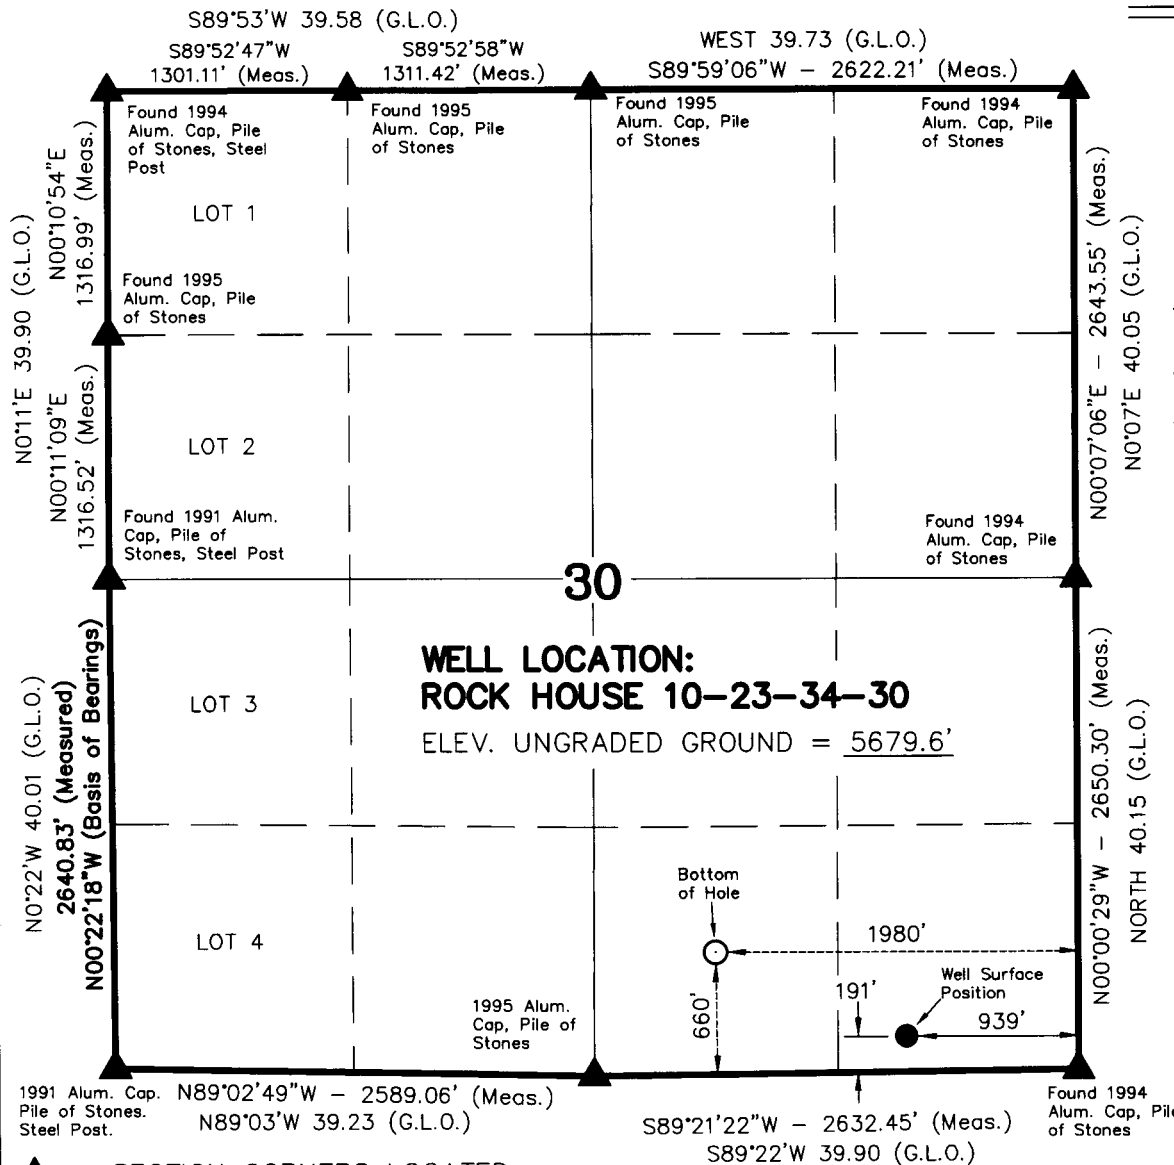 S89°53'W 39.58 (G.L.O.)
S89°52'47"W
1301.11' (Meas.)
S89°52'58"W
1311.42' (Meas.)
WEST 39.73 (G.L.O.)
S89°59'06"W – 2622.21' (Meas.)
Found 1994
Alum. Cap, Pile
of Stones, Steel
Post
Found 1995
Alum. Cap, Pile
of Stones
Found 1995
Alum. Cap, Pile
of Stones
Found 1994
Alum. Cap, Pile
of Stones
N0°11'E 39.90 (G.L.O.)
N00°10'54"E
1316.99' (Meas.)
LOT 1
Found 1995
Alum. Cap, Pile
of Stones
N00°11'09"E
1316.52' (Meas.)
LOT 2
N00°07'06"E – 2643.55' (Meas.)
N0°07'E 40.05 (G.L.O.)
Found 1991 Alum.
Cap, Pile of
Stones, Steel Post
Found 1994
Alum. Cap, Pile
of Stones
30
WELL LOCATION:
ROCK HOUSE 10–23–34–30
ELEV. UNGRADED GROUND = 5679.6'
N0°22'W 40.01 (G.L.O.)
2640.83' (Measured)
N00°22'18"W (Basis of Bearings)
LOT 3
N00°00'29"W – 2650.30' (Meas.)
NORTH 40.15 (G.L.O.)
LOT 4
Bottom
of Hole
1980'
660'
Well Surface
Position
191'
939'
1995 Alum.
Cap, Pile of
Stones
1991 Alum. Cap.
Pile of Stones.
Steel Post.
N89°02'49"W – 2589.06' (Meas.)
N89°03'W 39.23 (G.L.O.)
S89°21'22"W – 2632.45' (Meas.)
S89°22'W 39.90 (G.L.O.)
Found 1994
Alum. Cap, Pile
of Stones
SECTION CORNERS LOCATED